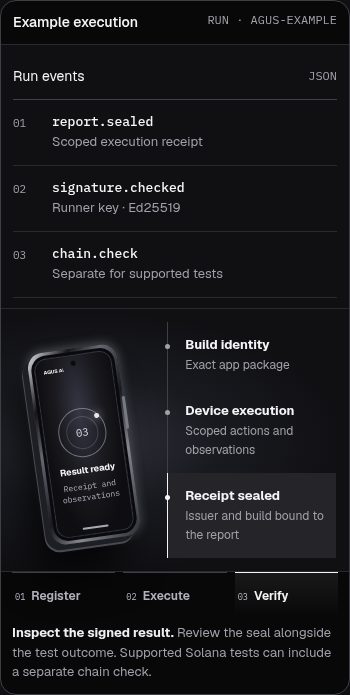 Example execution
RUN · AGUS-EXAMPLE
Run events
JSON
01
report.sealed
Scoped execution receipt
02
signature.checked
Runner key · Ed25519
03
chain.check
Separate for supported tests
AGUS AI
03
Result ready
Receipt and
observations
Build identity
Exact app package
Device execution
Scoped actions and
observations
Receipt sealed
Issuer and build bound to
the report
01 Register
02 Execute
03 Verify
Inspect the signed result. Review the seal alongside
the test outcome. Supported Solana tests can include
a separate chain check.